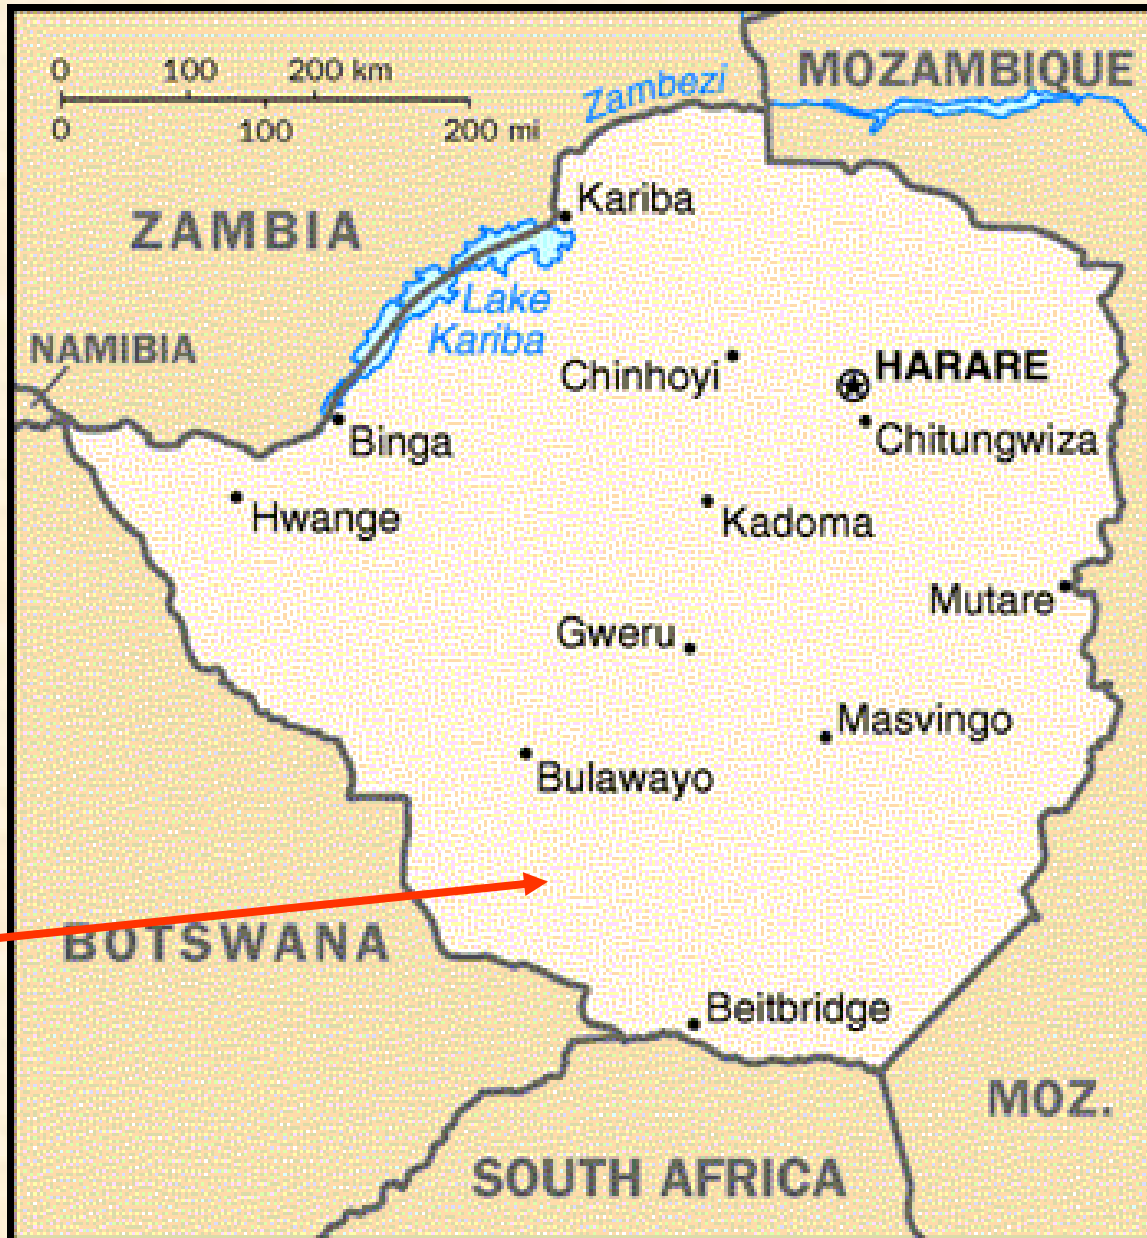 0 100 200 km
0 100 200 mi
Zambezi
MOZAMBIQUE
Kariba
ZAMBIA
Lake
Kariba
NAMIBIA
Chinhoyi
HARARE
Chitungwiza
Binga
Hwange
Kadoma
Mutare
Gweru
Masvingo
Bulawayo
BOTSWANA
Beitbridge
MOZ.
SOUTH AFRICA